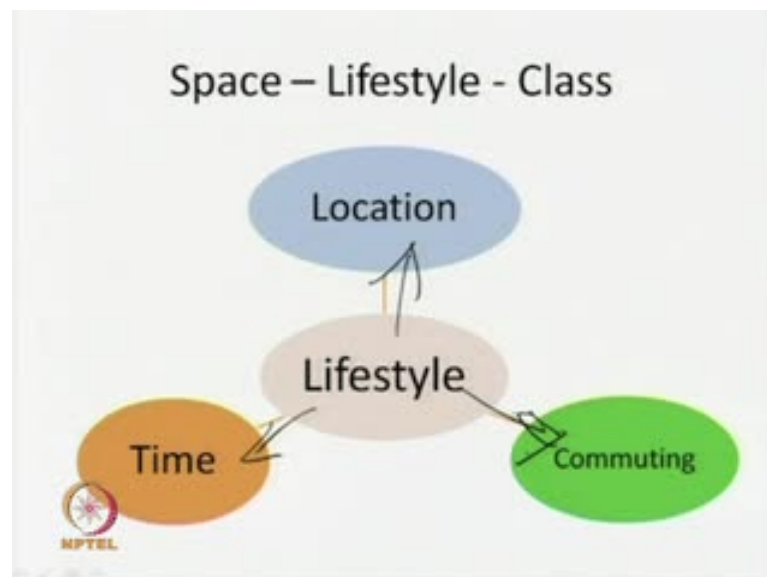 Space – Lifestyle - Class
Location
Lifestyle
Time
Commuting
NPTEL